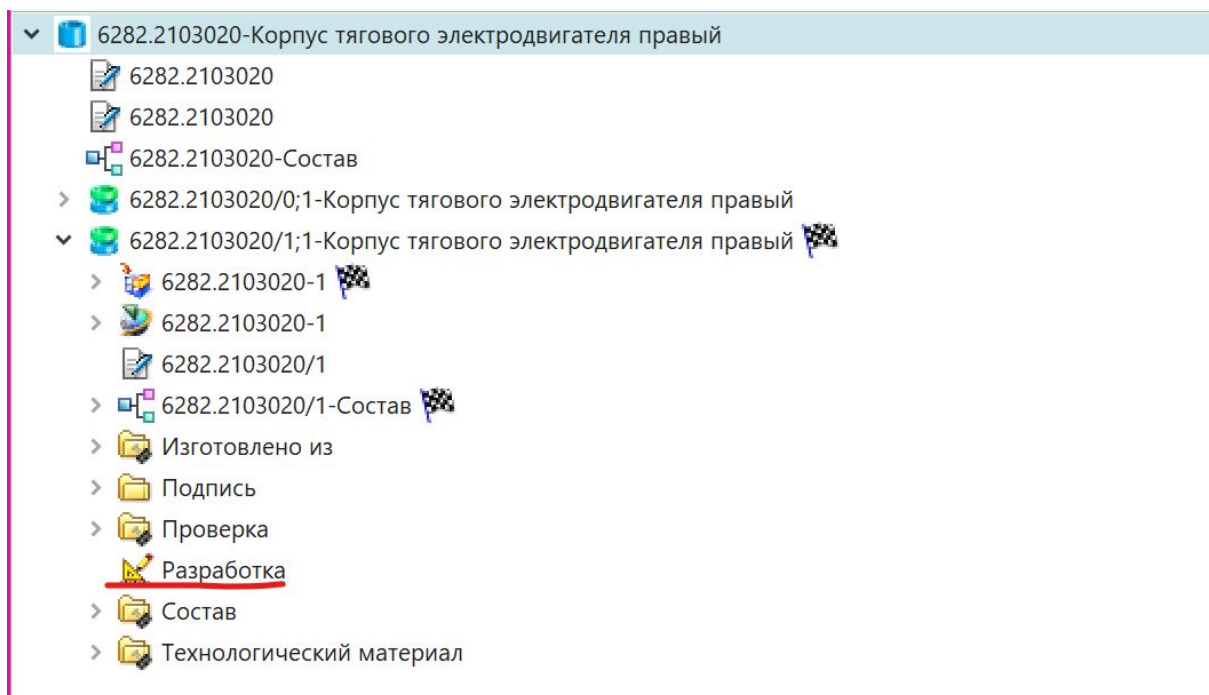 6282.2103020-Корпус тягового электродвигателя правый
6282.2103020
6282.2103020
6282.2103020-Состав
6282.2103020/0;1-Корпус тягового электродвигателя правый
6282.2103020/1;1-Корпус тягового электродвигателя правый
6282.2103020-1
6282.2103020-1
6282.2103020/1
6282.2103020/1-Состав
Изготовлено из
Подпись
Проверка
Разработка
Состав
Технологический материал